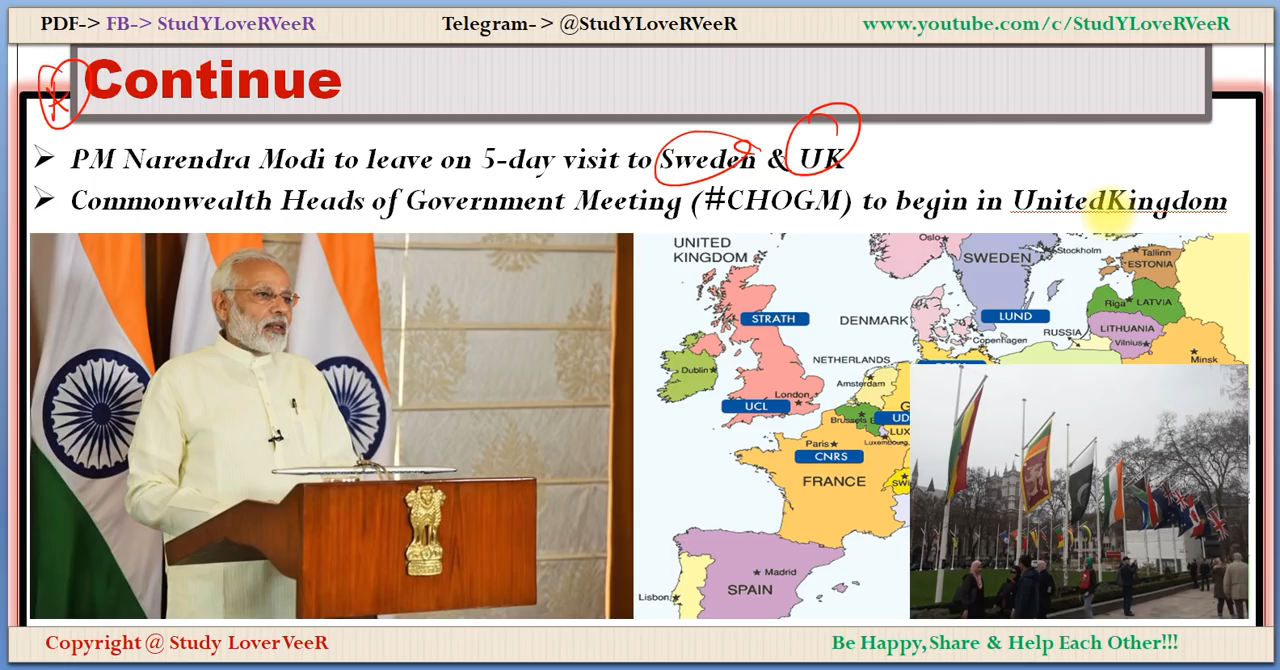 PDF-> FB-> StudYLoveRVeeR Telegram-> @StudYLoveRVeeR www.youtube.com/c/StudYLoveRVeeR
Continue
➢ PM Narendra Modi to leave on 5-day visit to Sweden & UK
➢ Commonwealth Heads of Government Meeting (#CHOGM) to begin in UnitedKingdom
UNITED
KINGDOM
Oslo
SWEDEN
Stockholm
Tallinn
ESTONIA
Riga
LATVIA
STRATH
LUND
DENMARK
RUSSIA
LITHUANIA
Copenhagen
Vilnius
Minsk
NETHERLANDS
Dublin
Amsterdam
London
UCL
Brussels
UD
LUX
Luxembourg
Paris
CNRS
FRANCE
SWI
Madrid
SPAIN
Lisbon
Copyright @ Study LoverVeeR Be Happy,Share & Help Each Other!!!